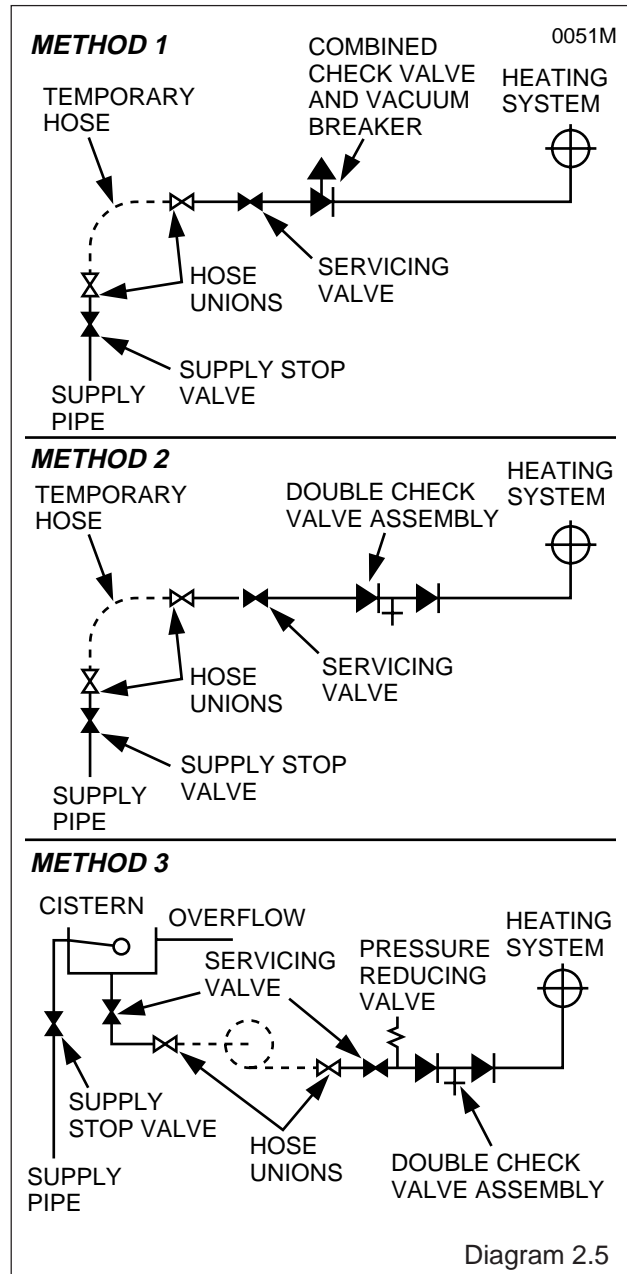 METHOD 1
0051M
COMBINED
CHECK VALVE
AND VACUUM
BREAKER
HEATING
SYSTEM
TEMPORARY
HOSE
HOSE
UNIONS
SERVICING
VALVE
SUPPLY STOP
VALVE
SUPPLY
PIPE
METHOD 2
TEMPORARY
HOSE
DOUBLE CHECK
VALVE ASSEMBLY
HEATING
SYSTEM
HOSE
UNIONS
SERVICING
VALVE
SUPPLY STOP
VALVE
SUPPLY
PIPE
METHOD 3
CISTERN
OVERFLOW
SERVICING
VALVE
PRESSURE
REDUCING
VALVE
HEATING
SYSTEM
SUPPLY
STOP VALVE
HOSE
UNIONS
DOUBLE CHECK
VALVE ASSEMBLY
SUPPLY
PIPE
Diagram 2.5